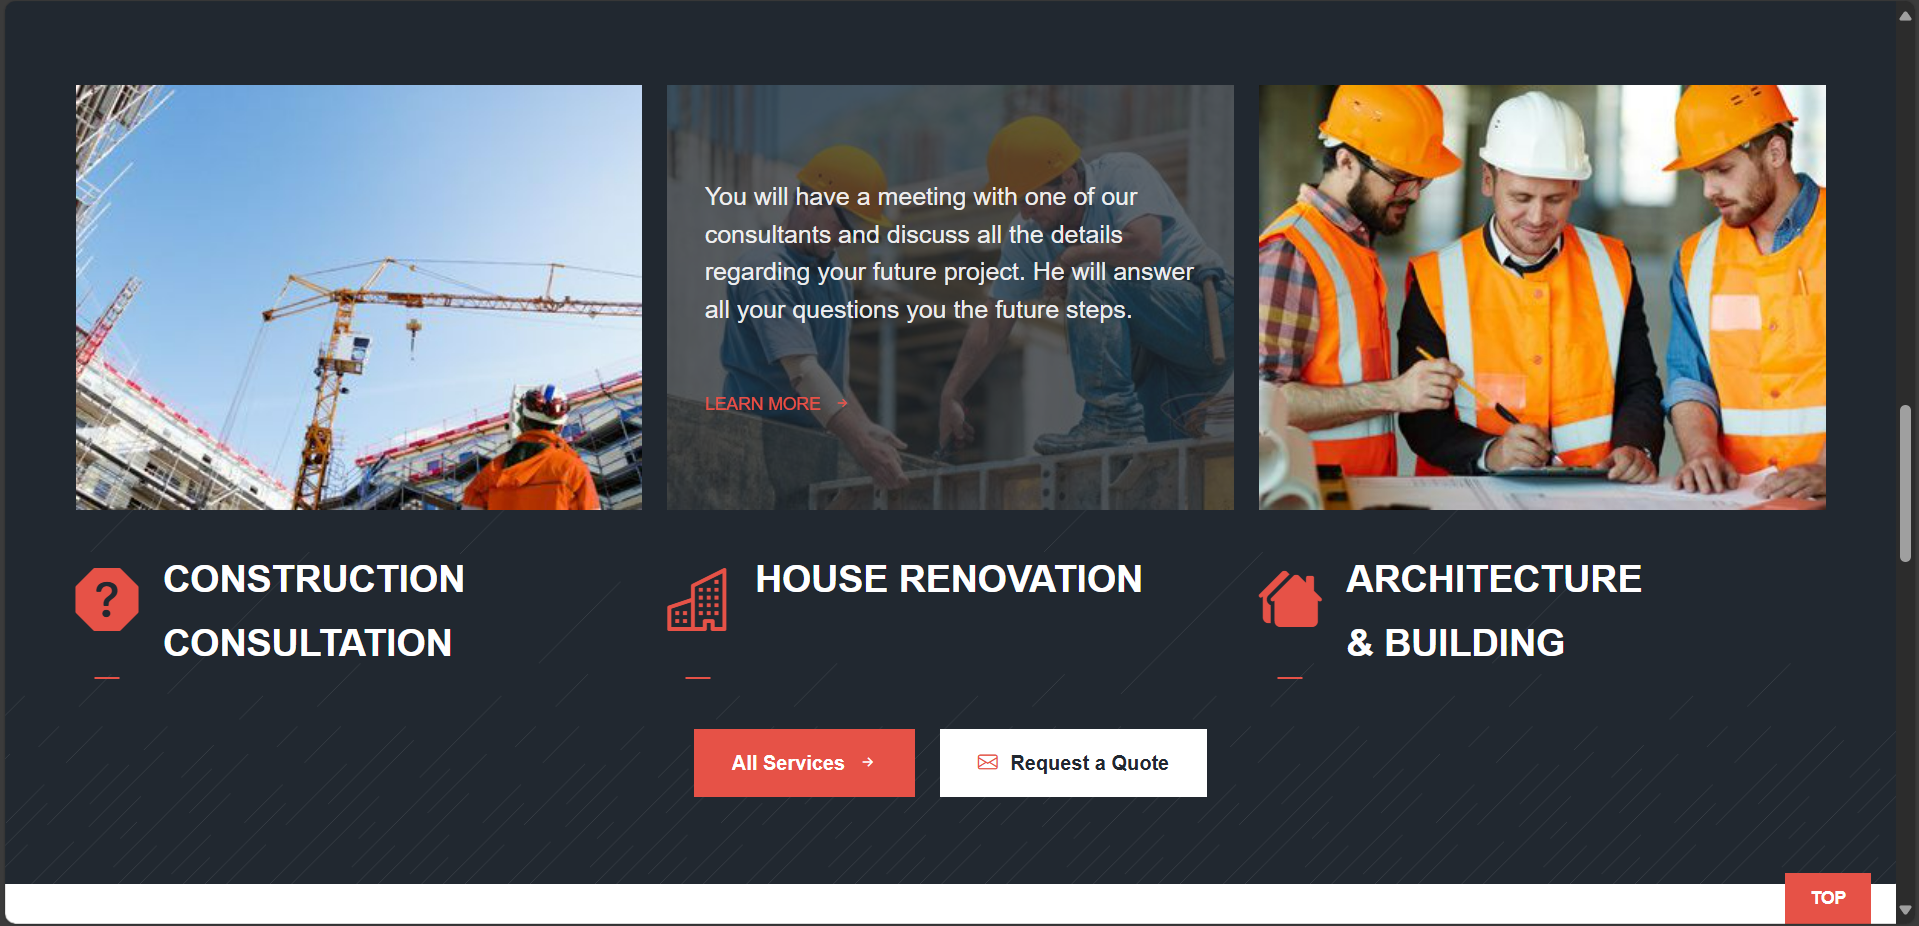 You will have a meeting with one of our
consultants and discuss all the details
regarding your future project. He will answer
all your questions you the future steps.
LEARN MORE
CONSTRUCTION
CONSULTATION
HOUSE RENOVATION
ARCHITECTURE
& BUILDING
All Services
Request a Quote
TOP